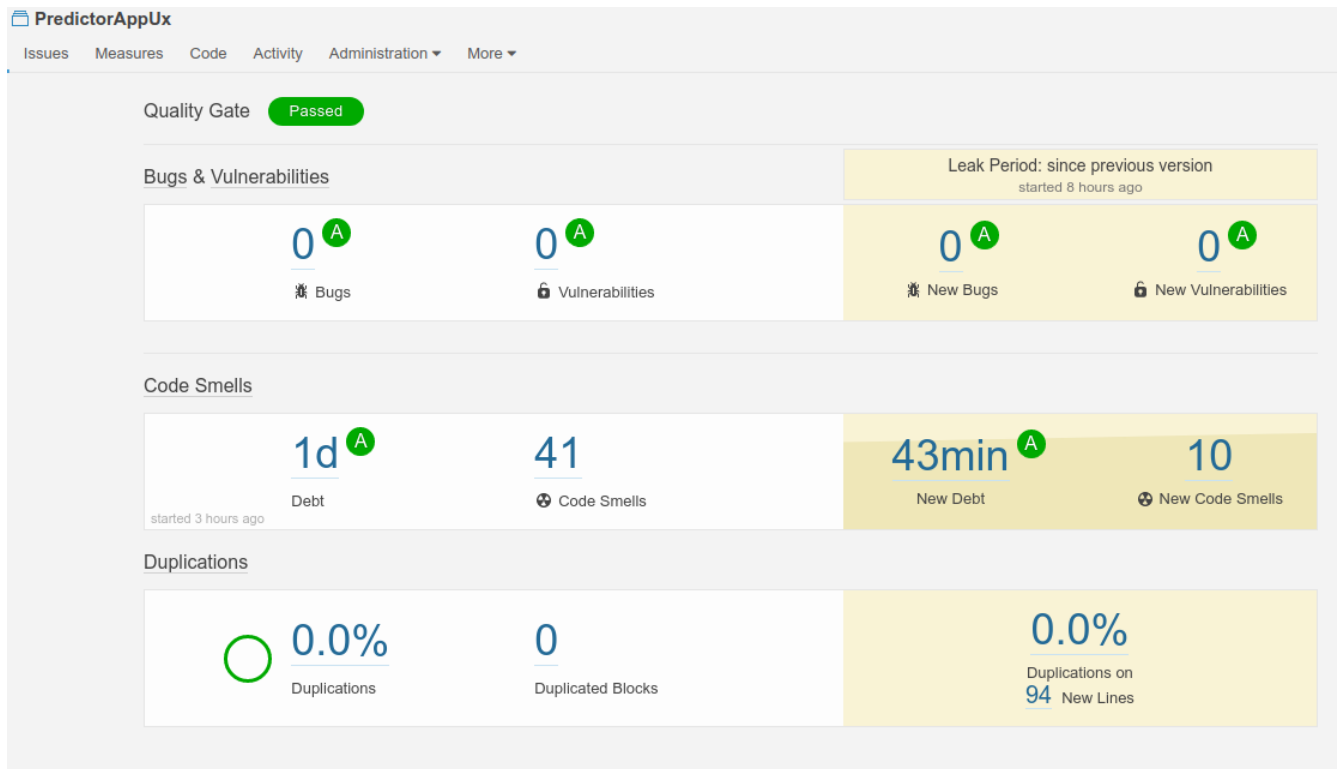 PredictorAppUx
Issues Measures Code Activity Administration More
Quality Gate Passed
Leak Period: since previous version
started 8 hours ago
Bugs & Vulnerabilities
0 A 0 A 0 A 0 A
Bugs Vulnerabilities New Bugs New Vulnerabilities
Code Smells
1d A 41 43min A 10
Debt Code Smells New Debt New Code Smells
started 3 hours ago
Duplications
0.0% 0 0.0%
Duplications Duplicated Blocks Duplications on
94 New Lines